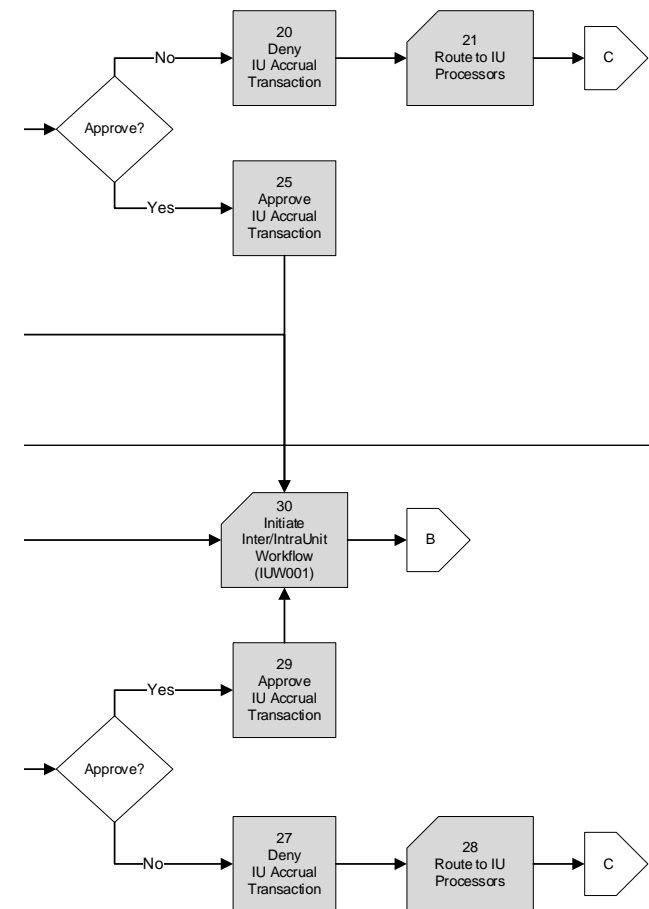 No
20
Deny
IU Accrual
Transaction
21
Route to IU
Processors
C
Approve?
Yes
25
Approve
IU Accrual
Transaction
30
Initiate
Inter/IntraUnit
Workflow
(IUW001)
B
29
Approve
IU Accrual
Transaction
Yes
Approve?
No
27
Deny
IU Accrual
Transaction
28
Route to IU
Processors
C